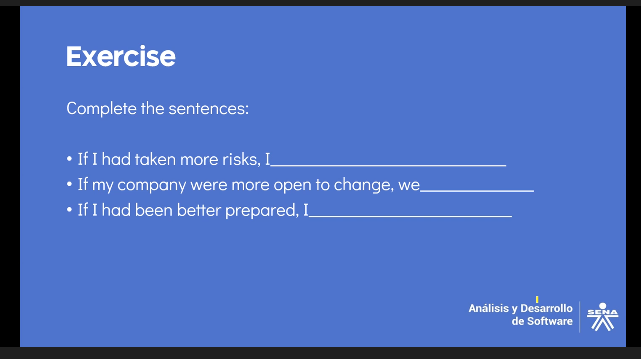 Exercise
Complete the sentences:
• If I had taken more risks, I__________________________
• If my company were more open to change, we_____________
• If I had been better prepared, I_______________________
Análisis y Desarrollo
de Software
SENA